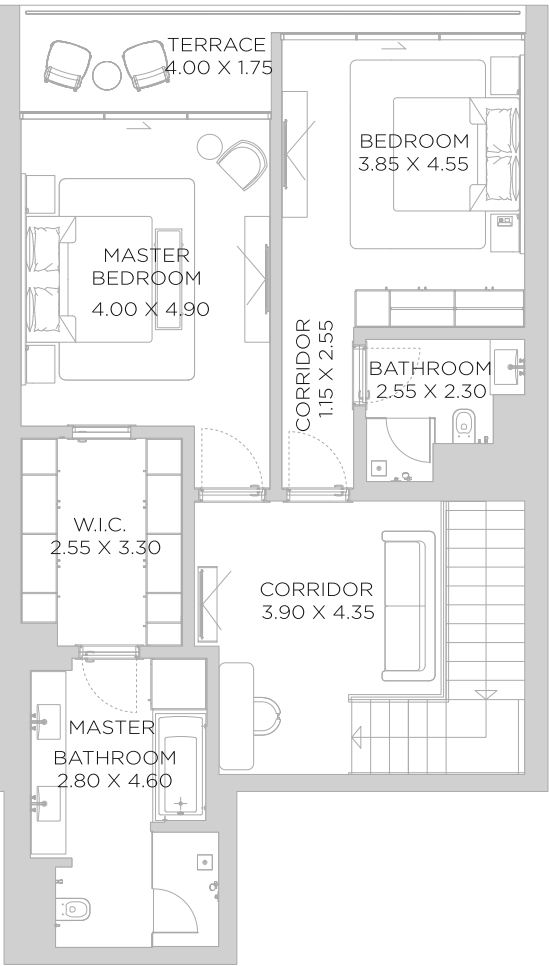 TERRACE
4.00 X 1.75
BEDROOM
3.85 X 4.55
MASTER
BEDROOM
4.00 X 4.90
CORRIDOR
1.15 X 2.55
BATHROOM
2.55 X 2.30
W.I.C.
2.55 X 3.30
CORRIDOR
3.90 X 4.35
MASTER
BATHROOM
2.80 X 4.60